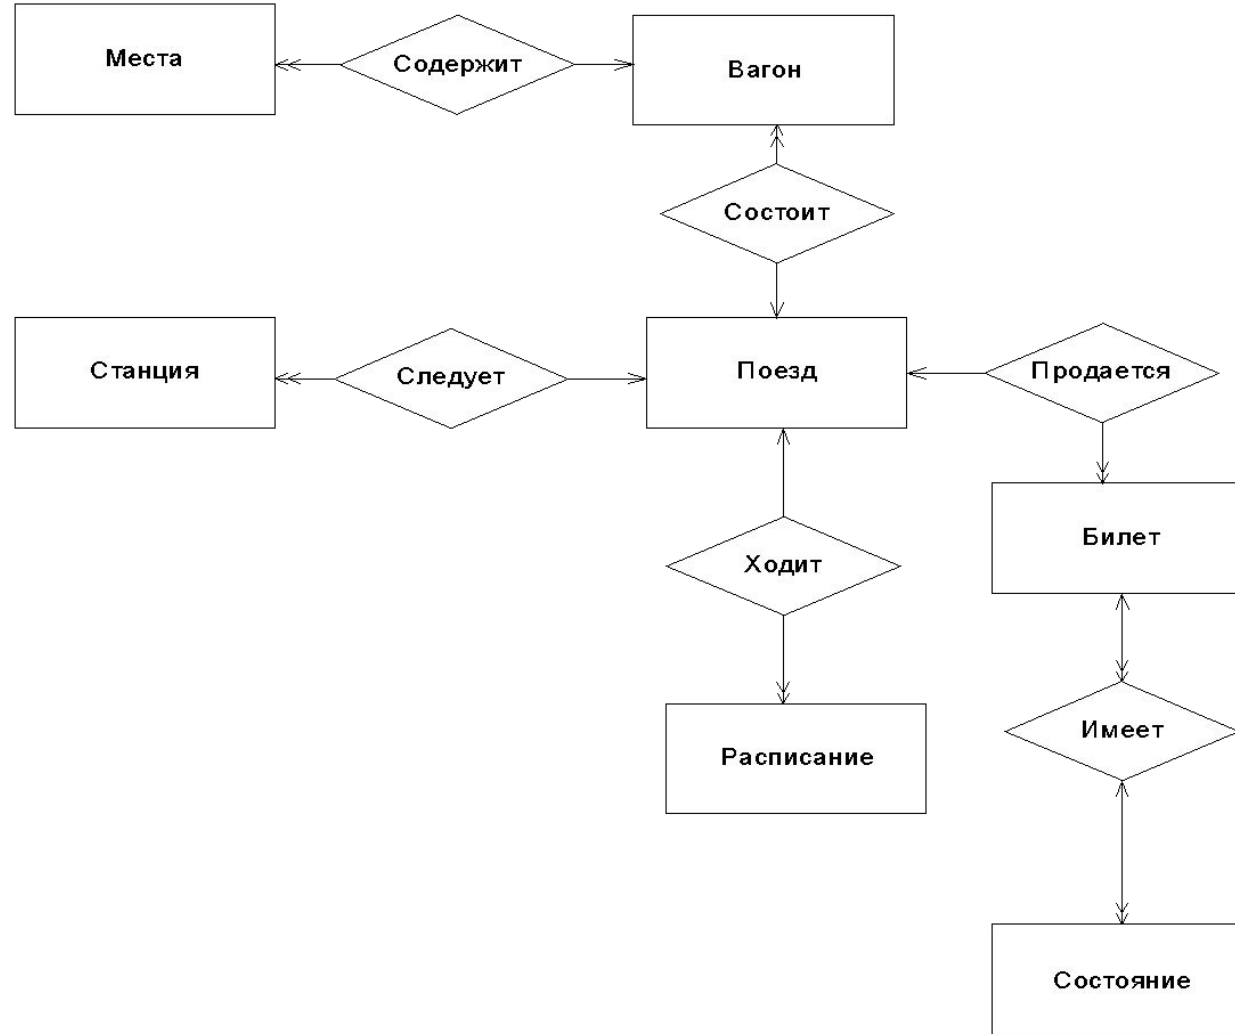 Места
Содержит
Вагон
Состоит
Станция
Следует
Поезд
Продается
Билет
Ходит
Имеет
Расписание
Состояние